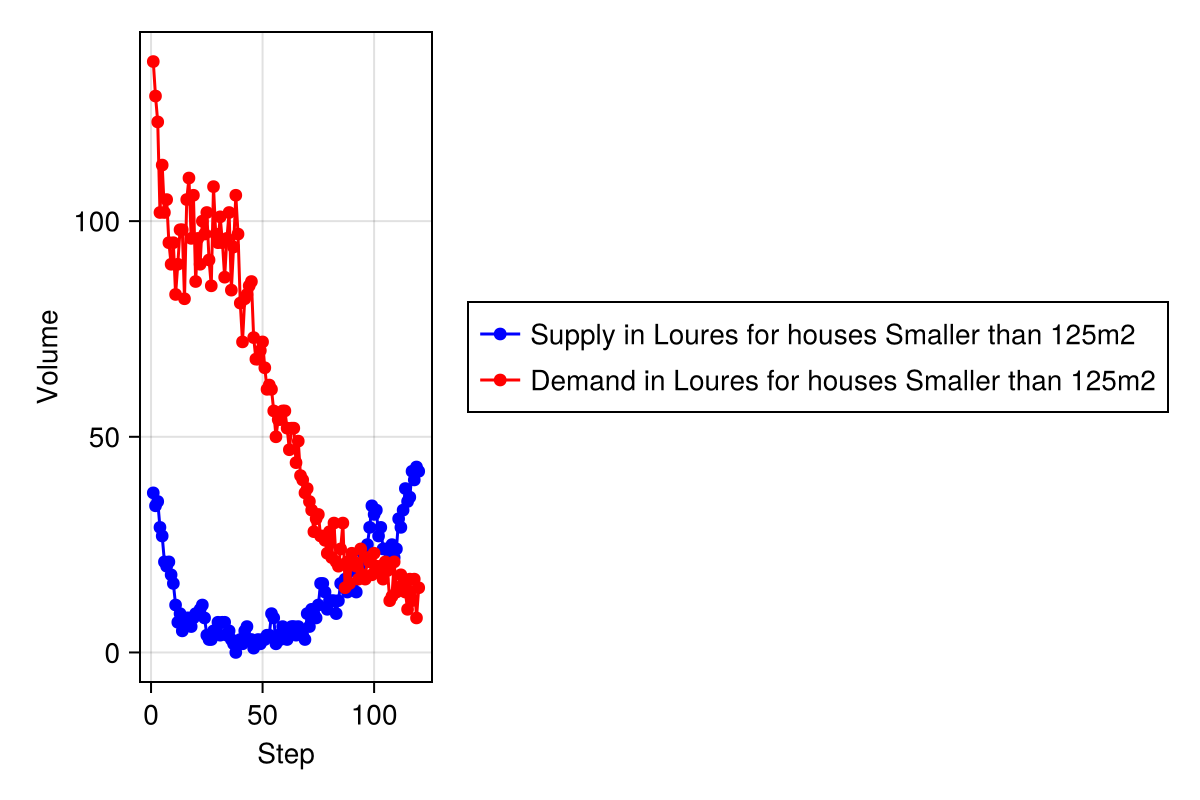 Volume
100
50
0
0 50 100
Step
Supply in Loures for houses Smaller than 125m2
Demand in Loures for houses Smaller than 125m2